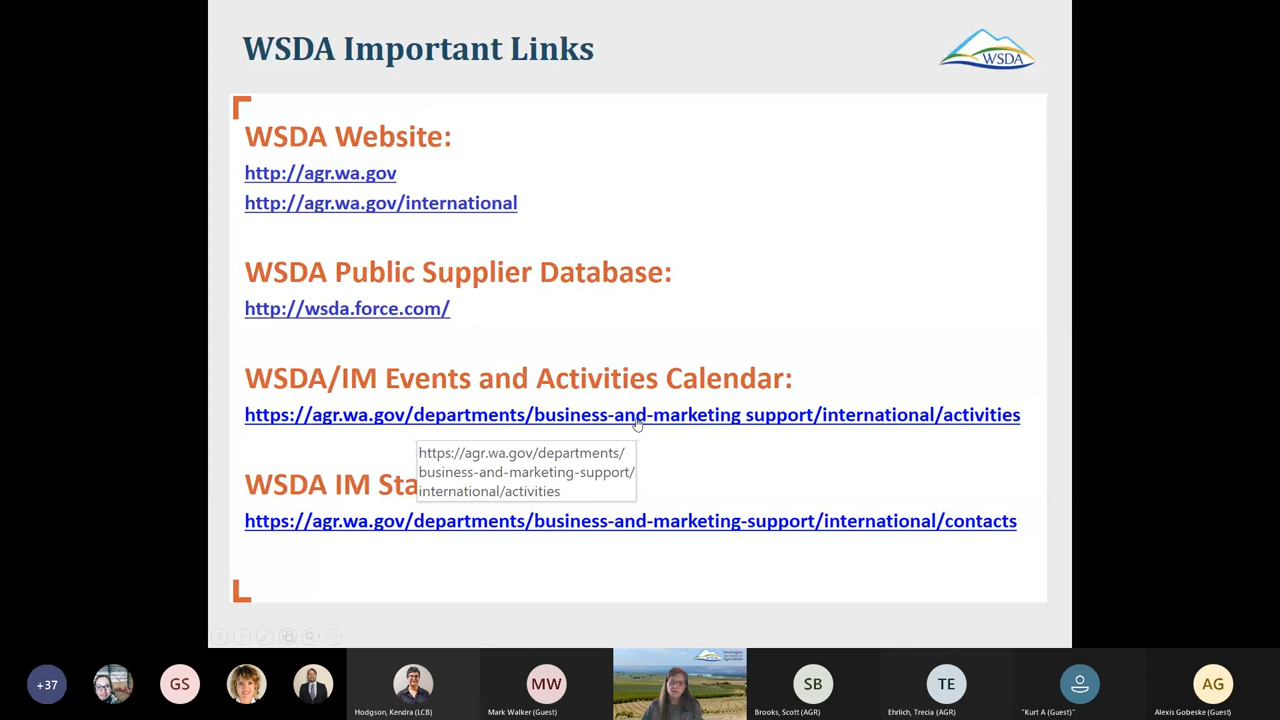 WSDA Important Links
WSDA
WSDA Website:
http://agr.wa.gov
http://agr.wa.gov/international
WSDA Public Supplier Database:
http://wsda.force.com/
WSDA/IM Events and Activities Calendar:
https://agr.wa.gov/departments/business-and-marketing support/international/activities
https://agr.wa.gov/departments/
business-and-marketing-support/
international/activities
WSDA IM Sta
https://agr.wa.gov/departments/business-and-marketing-support/international/contacts
+37
GS
MW
SB
TE
AG
WSDA
Hodgson, Kendra (LCB)
Mark Walker (Guest)
Brooks, Scott (AGR)
Ehrlich, Trecia (AGR)
"Kurt A (Guest)"
Alexis Gobeske (Guest)